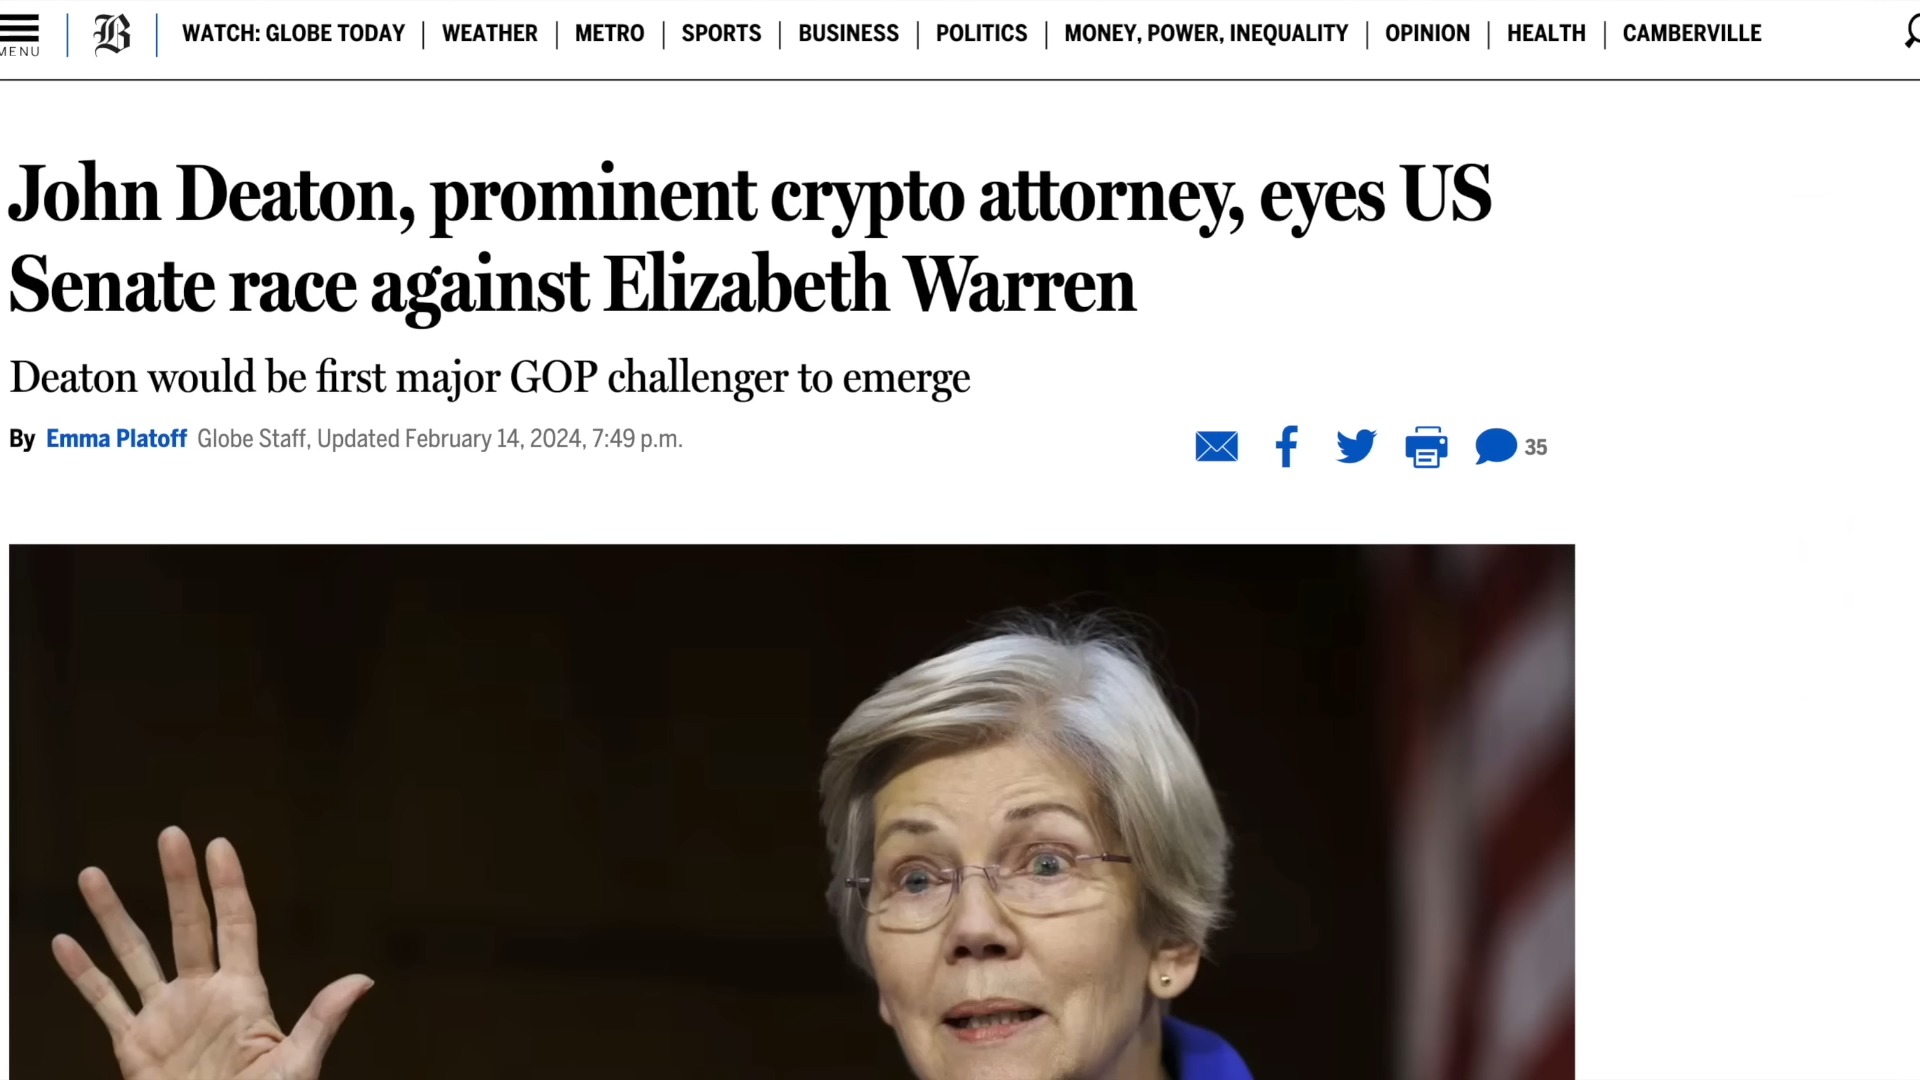 MENU
B
WATCH: GLOBE TODAY | WEATHER | METRO | SPORTS | BUSINESS | POLITICS | MONEY, POWER, INEQUALITY | OPINION | HEALTH | CAMBERVILLE
John Deaton, prominent crypto attorney, eyes US
Senate race against Elizabeth Warren
Deaton would be first major GOP challenger to emerge
By Emma Platoff Globe Staff, Updated February 14, 2024, 7:49 p.m.
35